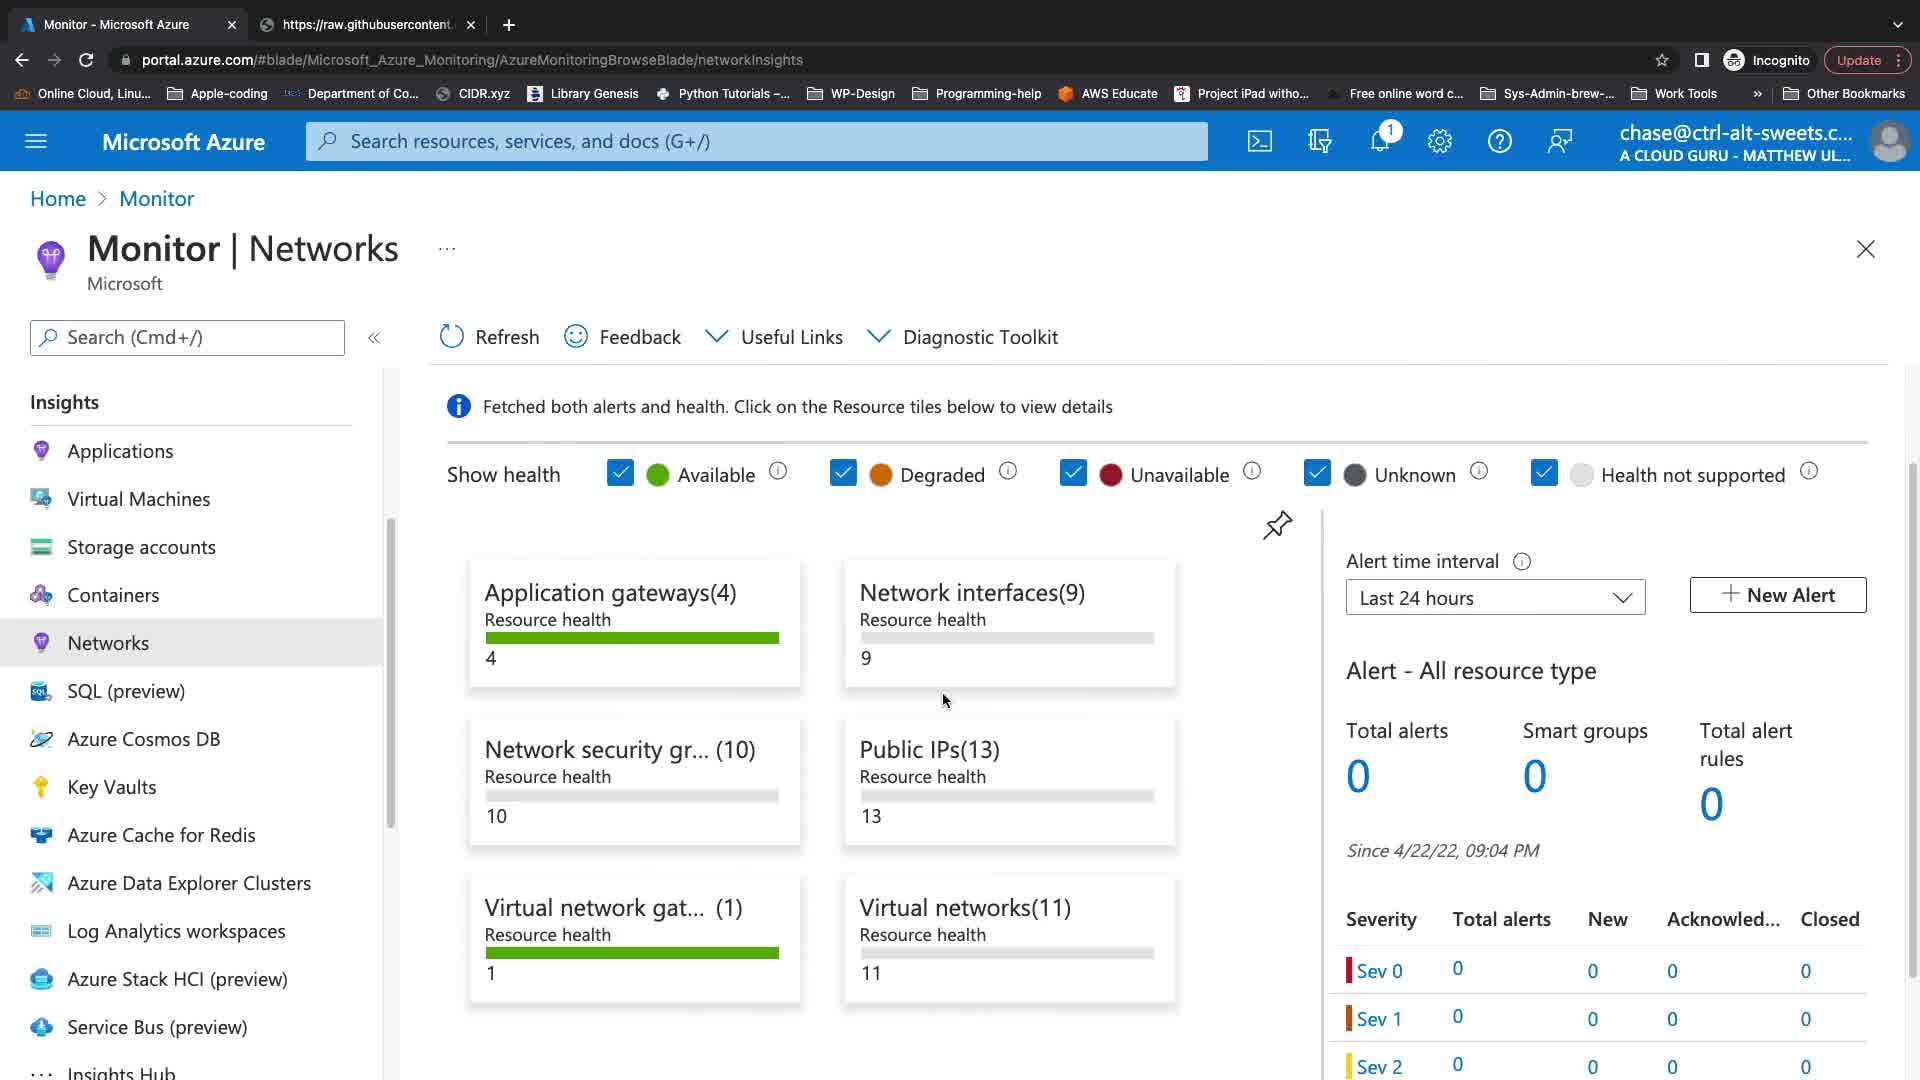 Monitor - Microsoft Azure
https://raw.githubusercontent.
portal.azure.com/#blade/Microsoft_Azure_Monitoring/AzureMonitoringBrowseBlade/networkInsights
Incognito
Update
Online Cloud, Linu...
Apple-coding
Department of Co...
CIDR.xyz
Library Genesis
Python Tutorials –...
WP-Design
Programming-help
AWS Educate
Project iPad witho...
Free online word c...
Sys-Admin-brew-...
Work Tools
»
Other Bookmarks
Microsoft Azure
Search resources, services, and docs (G+/)
1
chase@ctrl-alt-sweets.c...
A CLOUD GURU - MATTHEW UL...
Home > Monitor
Monitor | Networks
...
Microsoft
Search (Cmd+/)
«
Refresh
Feedback
Useful Links
Diagnostic Toolkit
Insights
Applications
Virtual Machines
Storage accounts
Containers
Networks
SQL (preview)
Azure Cosmos DB
Key Vaults
Azure Cache for Redis
Azure Data Explorer Clusters
Log Analytics workspaces
Azure Stack HCI (preview)
Service Bus (preview)
Insights Hub
Fetched both alerts and health. Click on the Resource tiles below to view details
Show health
Available
Degraded
Unavailable
Unknown
Health not supported
Application gateways(4)
Resource health
4
Network interfaces(9)
Resource health
9
Network security gr... (10)
Resource health
10
Public IPs(13)
Resource health
13
Virtual network gat... (1)
Resource health
1
Virtual networks(11)
Resource health
11
Alert time interval
Last 24 hours
+ New Alert
Alert - All resource type
Total alerts
0
Smart groups
0
Total alert
rules
0
Since 4/22/22, 09:04 PM
Severity Total alerts New Acknowled... Closed
Sev 0 0 0 0 0
Sev 1 0 0 0 0
Sev 2 0 0 0 0